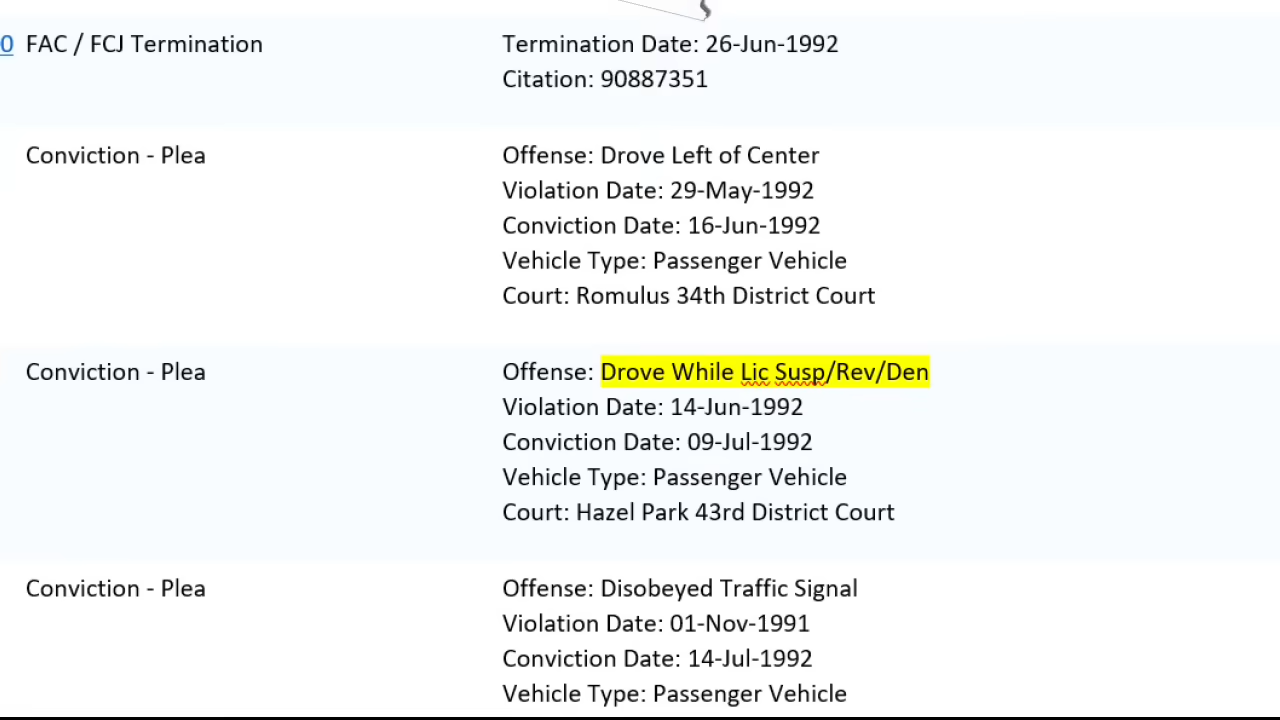 0 FAC / FCJ Termination Termination Date: 26-Jun-1992
Citation: 90887351
Conviction - Plea Offense: Drove Left of Center
Violation Date: 29-May-1992
Conviction Date: 16-Jun-1992
Vehicle Type: Passenger Vehicle
Court: Romulus 34th District Court
Conviction - Plea Offense: Drove While Lic Susp/Rev/Den
Violation Date: 14-Jun-1992
Conviction Date: 09-Jul-1992
Vehicle Type: Passenger Vehicle
Court: Hazel Park 43rd District Court
Conviction - Plea Offense: Disobeyed Traffic Signal
Violation Date: 01-Nov-1991
Conviction Date: 14-Jul-1992
Vehicle Type: Passenger Vehicle